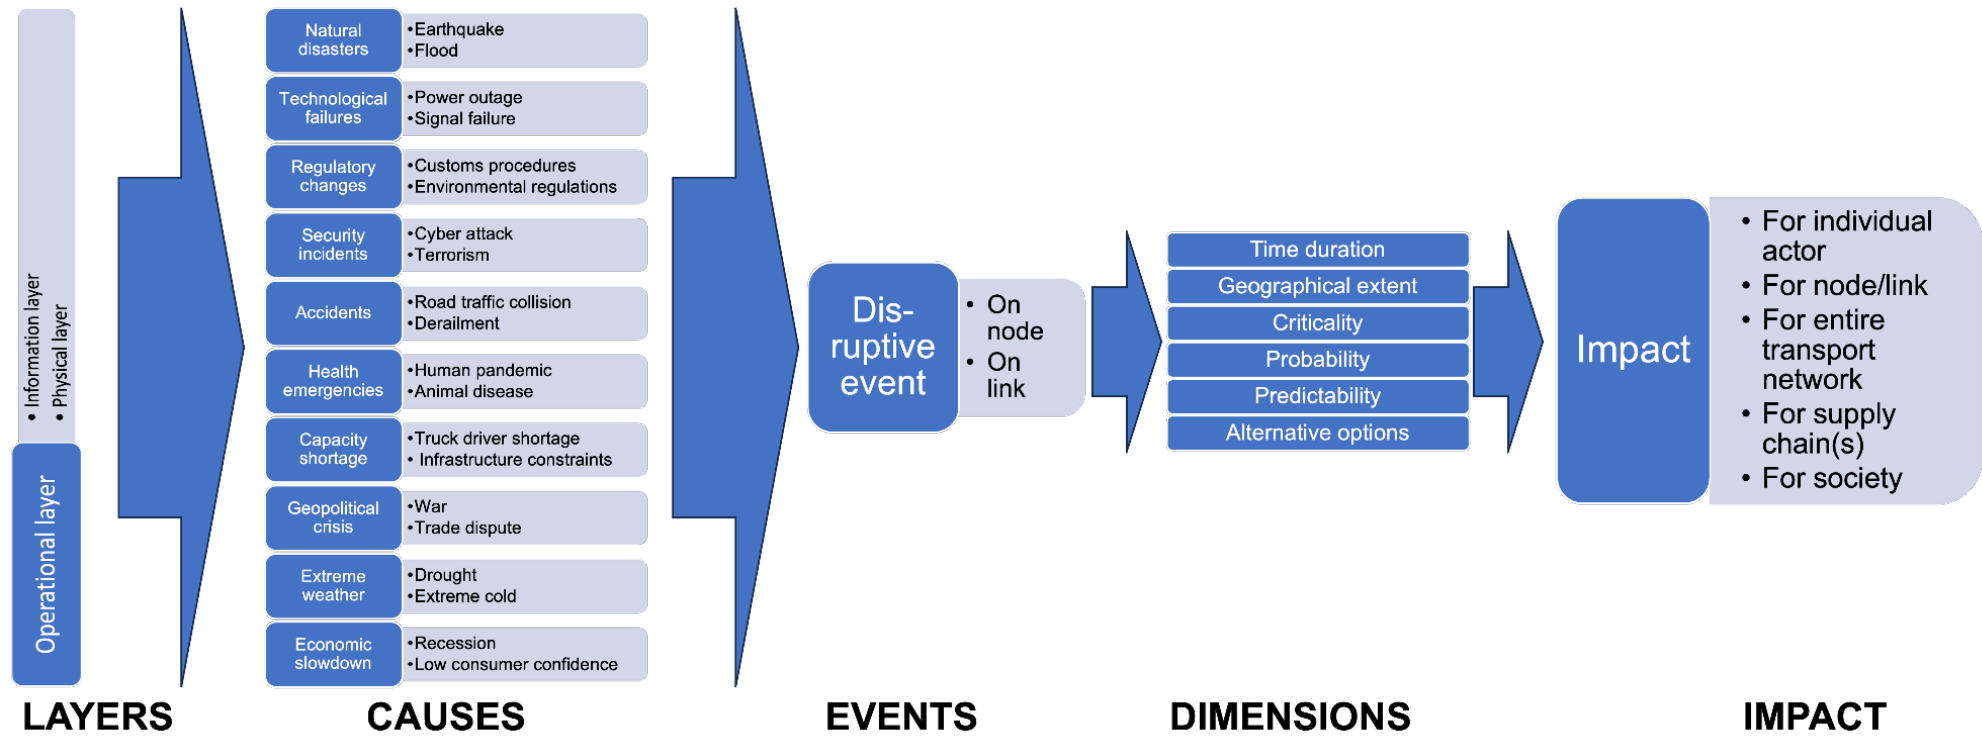 • Information layer
• Physical layer
Operational layer
LAYERS
Natural
disasters
•Earthquake
•Flood
Technological
failures
•Power outage
•Signal failure
Regulatory
changes
•Customs procedures
•Environmental regulations
Security
incidents
•Cyber attack
•Terrorism
Accidents
•Road traffic collision
•Derailment
Health
emergencies
•Human pandemic
•Animal disease
Capacity
shortage
•Truck driver shortage
• Infrastructure constraints
Geopolitical
crisis
•War
•Trade dispute
Extreme
weather
•Drought
•Extreme cold
Economic
slowdown
•Recession
•Low consumer confidence
CAUSES
Dis-
ruptive
event
• On
node
• On
link
EVENTS
Time duration
Geographical extent
Criticality
Probability
Predictability
Alternative options
DIMENSIONS
Impact
• For individual
actor
• For node/link
• For entire
transport
network
• For supply
chain(s)
• For society
IMPACT